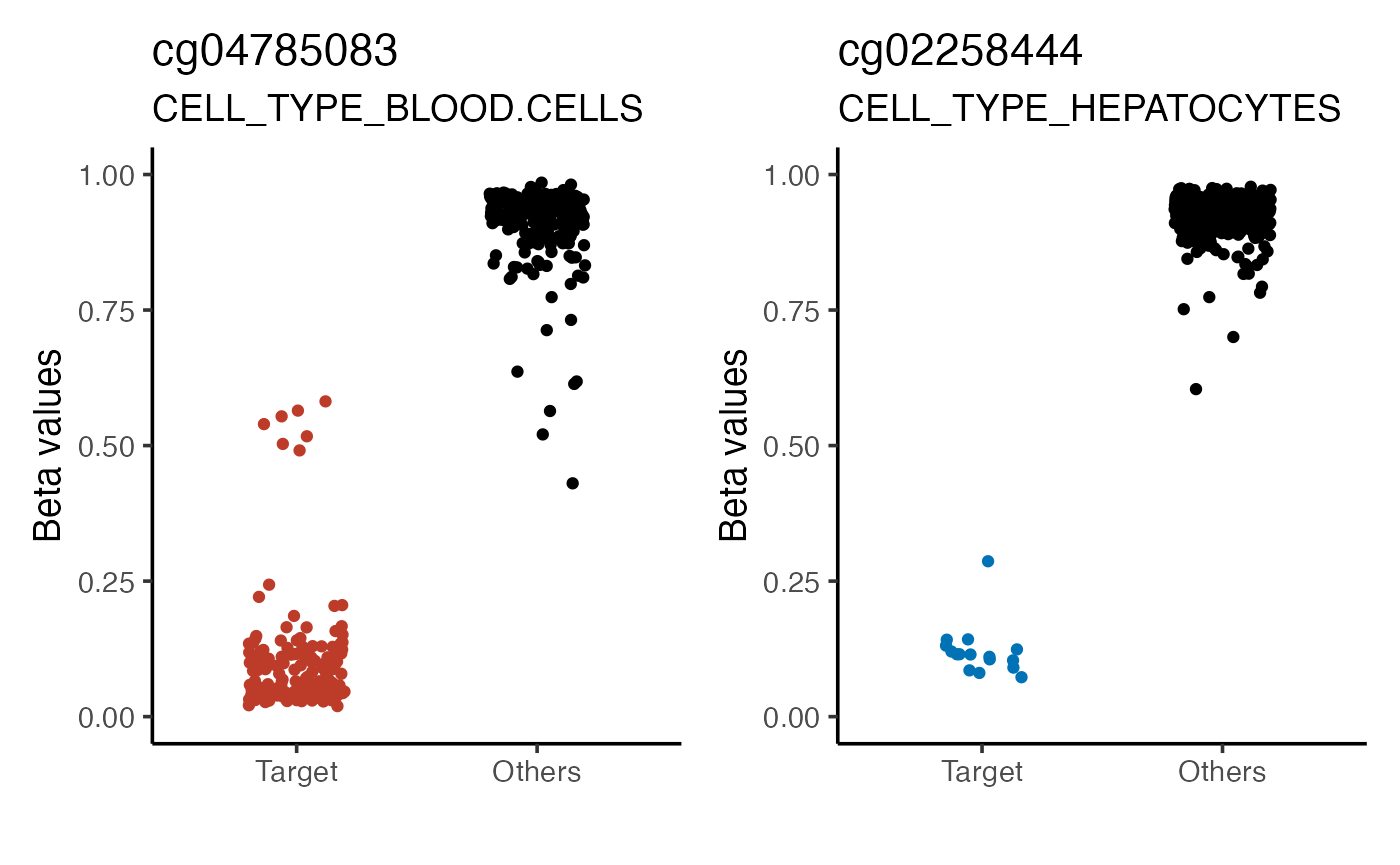 cg04785083
CELL_TYPE_BLOOD.CELLS
Beta values
1.00
0.75
0.50
0.25
0.00
Target
Others
cg02258444
CELL_TYPE_HEPATOCYTES
Beta values
1.00
0.75
0.50
0.25
0.00
Target
Others